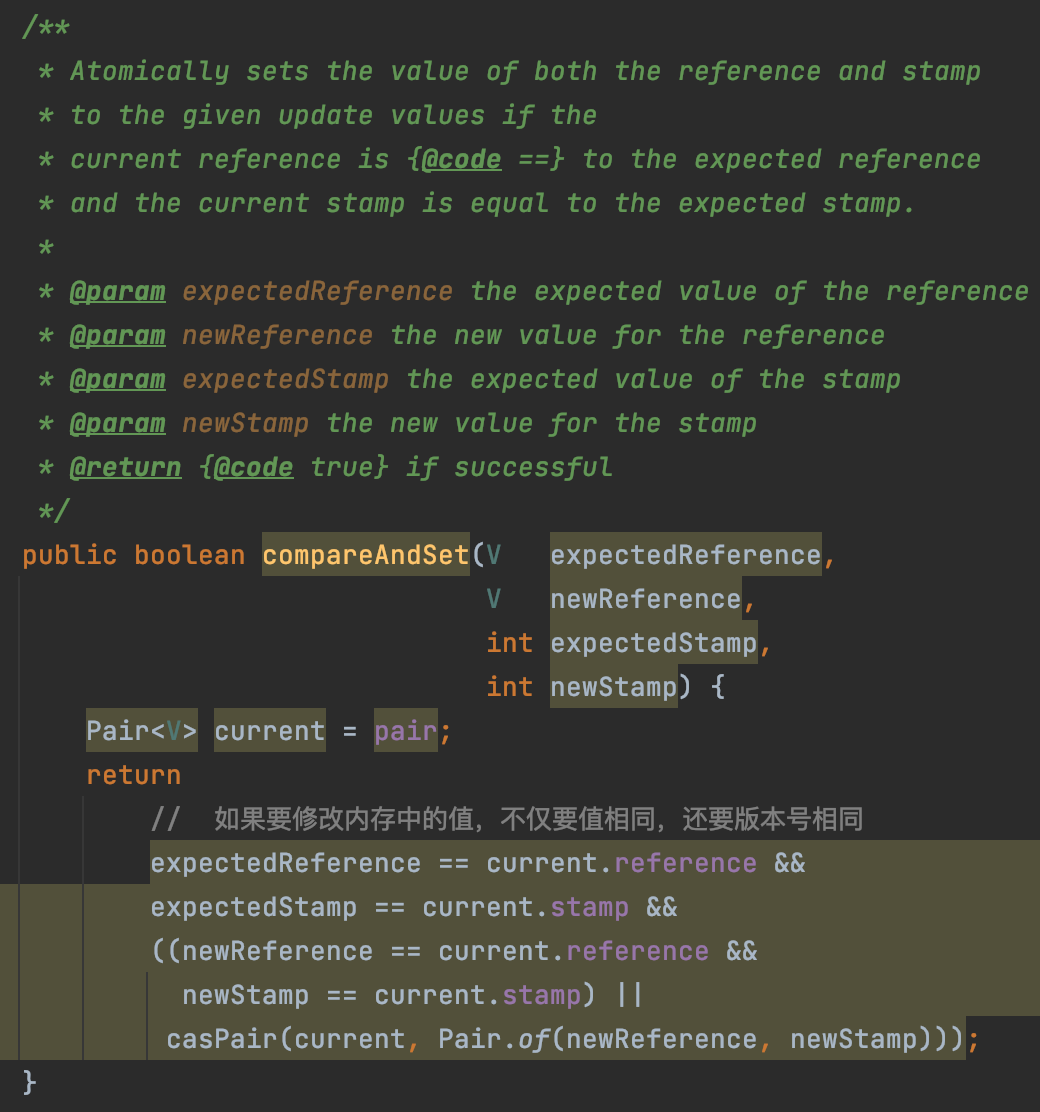 /**
 * Atomically sets the value of both the reference and stamp
 * to the given update values if the
 * current reference is {@code ==} to the expected reference
 * and the current stamp is equal to the expected stamp.
 *
 * @param expectedReference the expected value of the reference
 * @param newReference the new value for the reference
 * @param expectedStamp the expected value of the stamp
 * @param newStamp the new value for the stamp
 * @return {@code true} if successful
 */
public boolean compareAndSet(V   expectedReference,
                             V   newReference,
                             int expectedStamp,
                             int newStamp) {
    Pair<V> current = pair;
    return
        //  如果要修改内存中的值，不仅要值相同，还要版本号相同
        expectedReference == current.reference &&
        expectedStamp == current.stamp &&
        ((newReference == current.reference &&
          newStamp == current.stamp) ||
         casPair(current, Pair.of(newReference, newStamp)));
}